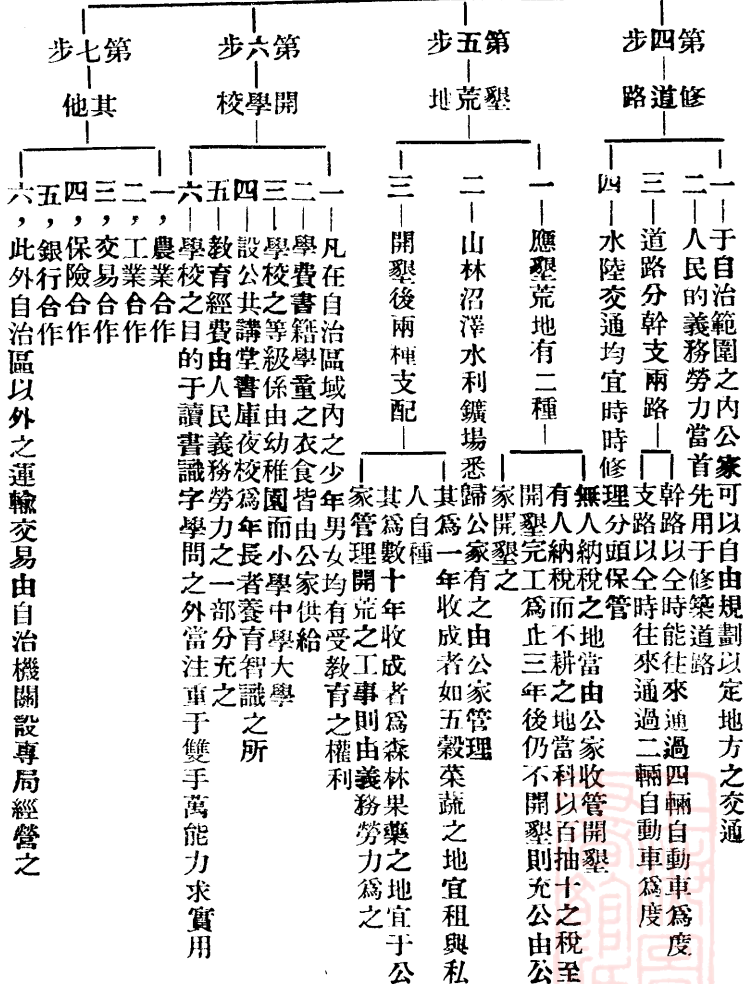 第四步
修道路
一 于自治範圍之內公家可以自由規劃以定地方之交通
二 人民的義務勞力當首先用于修築道路
三 道路分幹支兩路
幹路以仝時能往來通過四輛自動車爲度
支路以仝時往來通過二輛自動車爲度
四 水陸交通均宜時時修理分頭保管
第五步
墾荒地
一 應墾荒地有二種
無人納稅之地當由公家收管開墾
有人納稅而不耕之地當科以百抽十之稅至
開墾完工爲止三年後仍不開墾則充公由公
家開墾之
二 山林沼澤水利鑛場悉歸公家有之由公家管理
三 開墾後兩種支配
其爲一年收成者如五穀菜蔬之地宜租與私
人自種
其爲數十年收成者爲森林果藥之地宜于公
家管理開荒之工事則由義務勞力爲之
第六步
開學校
一 凡在自治區域內之少年男女均有受教育之權利
二 學費書籍學童之衣食皆由公家供給
三 學校之等級係由幼稚園而小學中學大學
四 設公共講堂書庫夜校爲年長者養育智識之所
五 教育經費由人民義務勞力之一部分充之
六 學校之目的于讀書識字學問之外當注重于雙手萬能力求實用
第七步
其他
一，農業合作
二，工業合作
三，交易合作
四，保險合作
五，銀行合作
六，此外自治區以外之運輸交易由自治機關設專局經營之